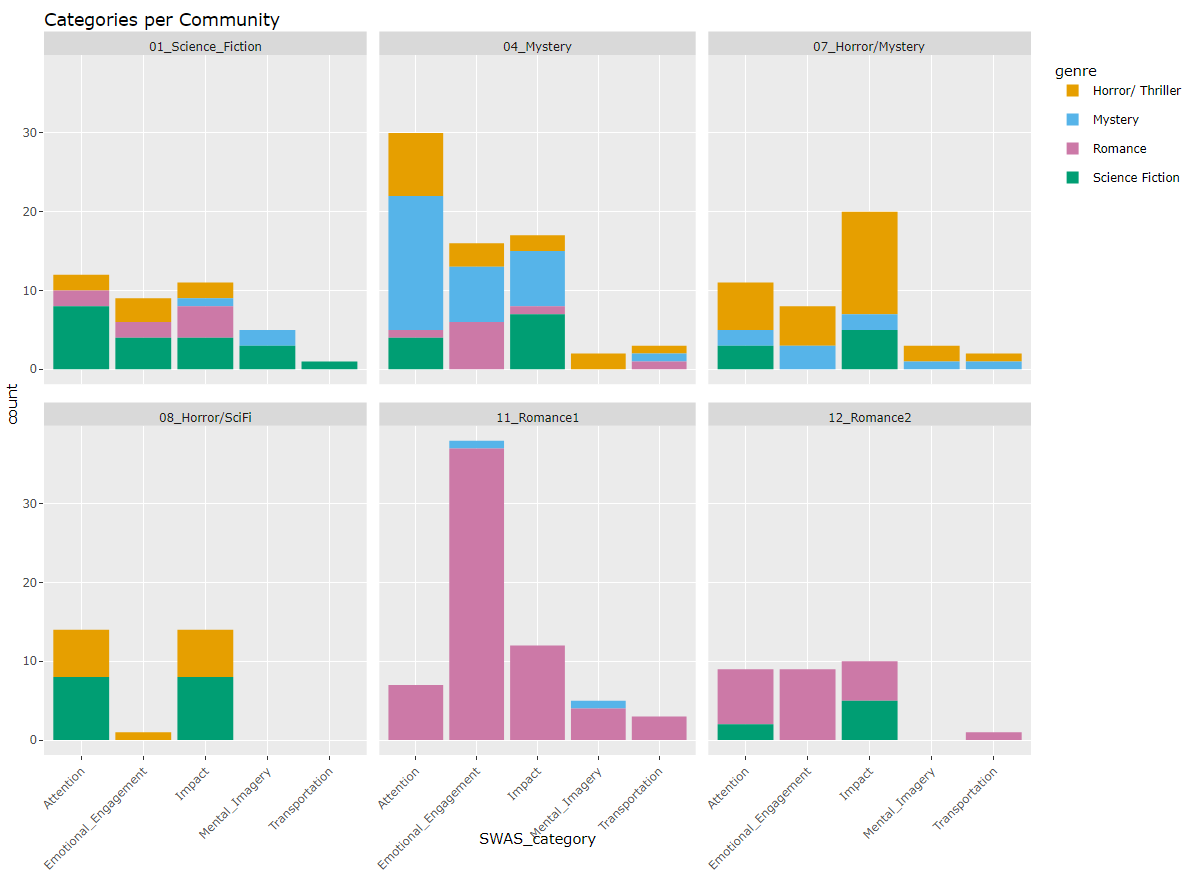 Categories per Community
01_Science_Fiction
04_Mystery
07_Horror/Mystery
genre
Horror/ Thriller
Mystery
Romance
Science Fiction
30
20
10
0
count
08_Horror/SciFi
11_Romance1
12_Romance2
30
20
10
0
Attention
Emotional_Engagement
Impact
Mental_Imagery
Transportation
Attention
Emotional_Engagement
Impact
Mental_Imagery
Transportation
Attention
Emotional_Engagement
Impact
Mental_Imagery
Transportation
SWAS_category